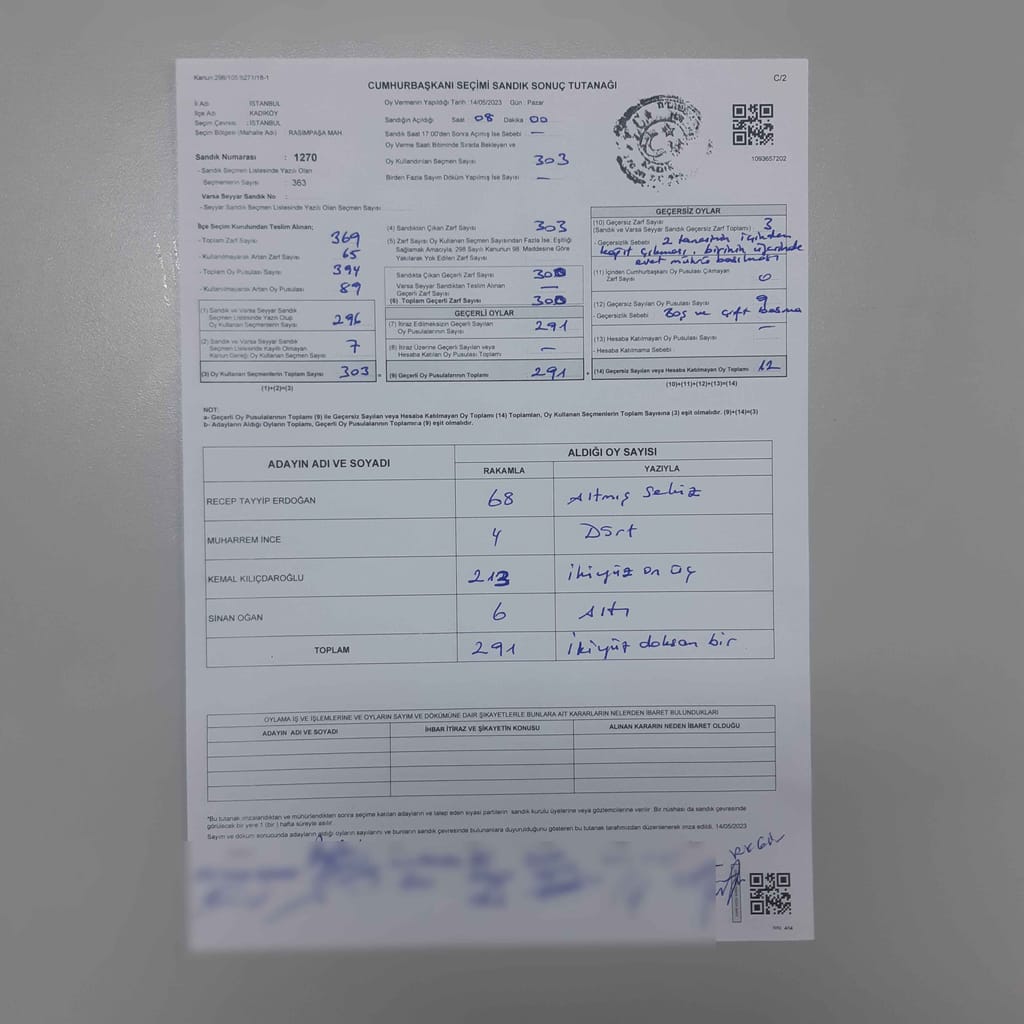 Kanun:298/105 5271/18-1
C/2
CUMHURBAŞKANI SEÇİMİ SANDIK SONUÇ TUTANAĞI
İl Adı : İSTANBUL
İlçe Adı : KADIKÖY
Seçim Çevresi : İSTANBUL
Seçim Bölgesi (Mahalle Adı) : RASİMPAŞA MAH
Sandık Numarası : 1270
- Sandık Seçmen Listesinde Yazılı Olan
Seçmenlerin Sayısı : 363
Varsa Seyyar Sandık No :
- Seyyar Sandık Seçmen Listesinde Yazılı Olan Seçmen Sayısı
Oy Vermenin Yapıldığı Tarih :14/05/2023 Gün : Pazar
Sandığın Açıldığı Saat 08 Dakika 00
Sandık Saat 17:00'den Sonra Açmış İse Sebebi —
Oy Verme Saati Bitiminde Sırada Bekleyen ve
Oy Kullandırılan Seçmen Sayısı 303
Birden Fazla Sayım Döküm Yapılmış İse Sayısı —
T.C.
1093657202
İlçe Seçim Kurulundan Teslim Alınan;
- Toplam Zarf Sayısı 369
- Kullanılmayarak Artan Zarf Sayısı 65
- Toplam Oy Pusulası Sayısı 394
- Kullanılmayarak Artan Oy Pusulası 89
(1) Sandık ve Varsa Seyyar Sandık
Seçmen Listesinde Yazılı Olup
Oy Kullanan Seçmenlerin Sayısı 296
(2) Sandık ve Varsa Seyyar Sandık
Seçmen Listesinde Kayıtlı Olmayan
Kanun Gereği Oy Kullanan Seçmen Sayısı 7
(3) Oy Kullanan Seçmenlerin Toplam Sayısı 303 =
(1)+(2)=(3)
(4) Sandıktan Çıkan Zarf Sayısı 303
(5) Zarf Sayısı Oy Kullanan Seçmen Sayısından Fazla İse; Eşitliği
Sağlamak Amacıyla, 298 Sayılı Kanunun 98. Maddesine Göre
Yakılarak Yok Edilen Zarf Sayısı
Sandıkta Çıkan Geçerli Zarf Sayısı 300
Varsa Seyyar Sandıktan Teslim Alınan
Geçerli Zarf Sayısı —
(6) Toplam Geçerli Zarf Sayısı 300
GEÇERLİ OYLAR
(7) İtiraz Edilmeksizin Geçerli Sayılan
Oy Pusulalarının Sayısı 291
(8) İtiraz Üzerine Geçerli Sayılan veya
Hesaba Katılan Oy Pusulası Toplamı —
(9) Geçerli Oy Pusulalarının Toplamı 291 +
GEÇERSİZ OYLAR
(10) Geçersiz Zarf Sayısı 3
(Sandık ve Varsa Seyyar Sandık Geçersiz Zarf Toplamı)
- Geçersizlik Sebebi 2 tanesinin içinden
kağıt çıkması, birinin üzerinde
evet mührü basılması
(11) İçinden Cumhurbaşkanı Oy Pusulası Çıkmayan
Zarf Sayısı 0
(12) Geçersiz Sayılan Oy Pusulası Sayısı 9
- Geçersizlik Sebebi Boş ve çift basma
(13) Hesaba Katılmayan Oy Pusulası Sayısı —
- Hesaba Katılmama Sebebi
(14) Geçersiz Sayılan veya Hesaba Katılmayan Oy Toplamı 12
(10)+(11)+(12)+(13)=(14)
NOT:
a- Geçerli Oy Pusulalarının Toplamı (9) ile Geçersiz Sayılan veya Hesaba Katılmayan Oy Toplamı (14) Toplamları, Oy Kullanan Seçmenlerin Toplam Sayısına (3) eşit olmalıdır. (9)+(14)=(3)
b- Adayların Aldığı Oyların Toplamı, Geçerli Oy Pusulalarının Toplamına (9) eşit olmalıdır.
ADAYIN ADI VE SOYADI
ALDIĞI OY SAYISI
RAKAMLA YAZIYLA
RECEP TAYYİP ERDOĞAN 68 Altmış Sekiz
MUHARREM İNCE 4 Dört
KEMAL KILIÇDAROĞLU 213 İkiyüz on üç
SİNAN OĞAN 6 Altı
TOPLAM 291 İkiyüz doksan bir
OYLAMA İŞ VE İŞLEMLERİNE VE OYLARIN SAYIM VE DÖKÜMÜNE DAİR ŞİKAYETLERLE BUNLARA AİT KARARLARIN NELERDEN İBARET BULUNDUKLARI
ADAYIN ADI VE SOYADI İHBAR İTİRAZ VE ŞİKAYETİN KONUSU ALINAN KARARIN NEDEN İBARET OLDUĞU
*Bu tutanak imzalandıktan ve mühürlendikten sonra seçime katılan adayların ve talep eden siyasi partilerin sandık kurulu üyelerine veya gözlemcilerine verilir. Bir nüshası da sandık çevresinde
görülecek bir yere 1 (bir ) hafta süreyle asılır.
Sayım ve döküm sonucunda adayların aldığı oyların sayılarını ve bunların sandık çevresinde bulunanlara duyurulduğunu gösteren bu tutanak tarafımızdan düzenlenerek imza edildi. 14/05/2023